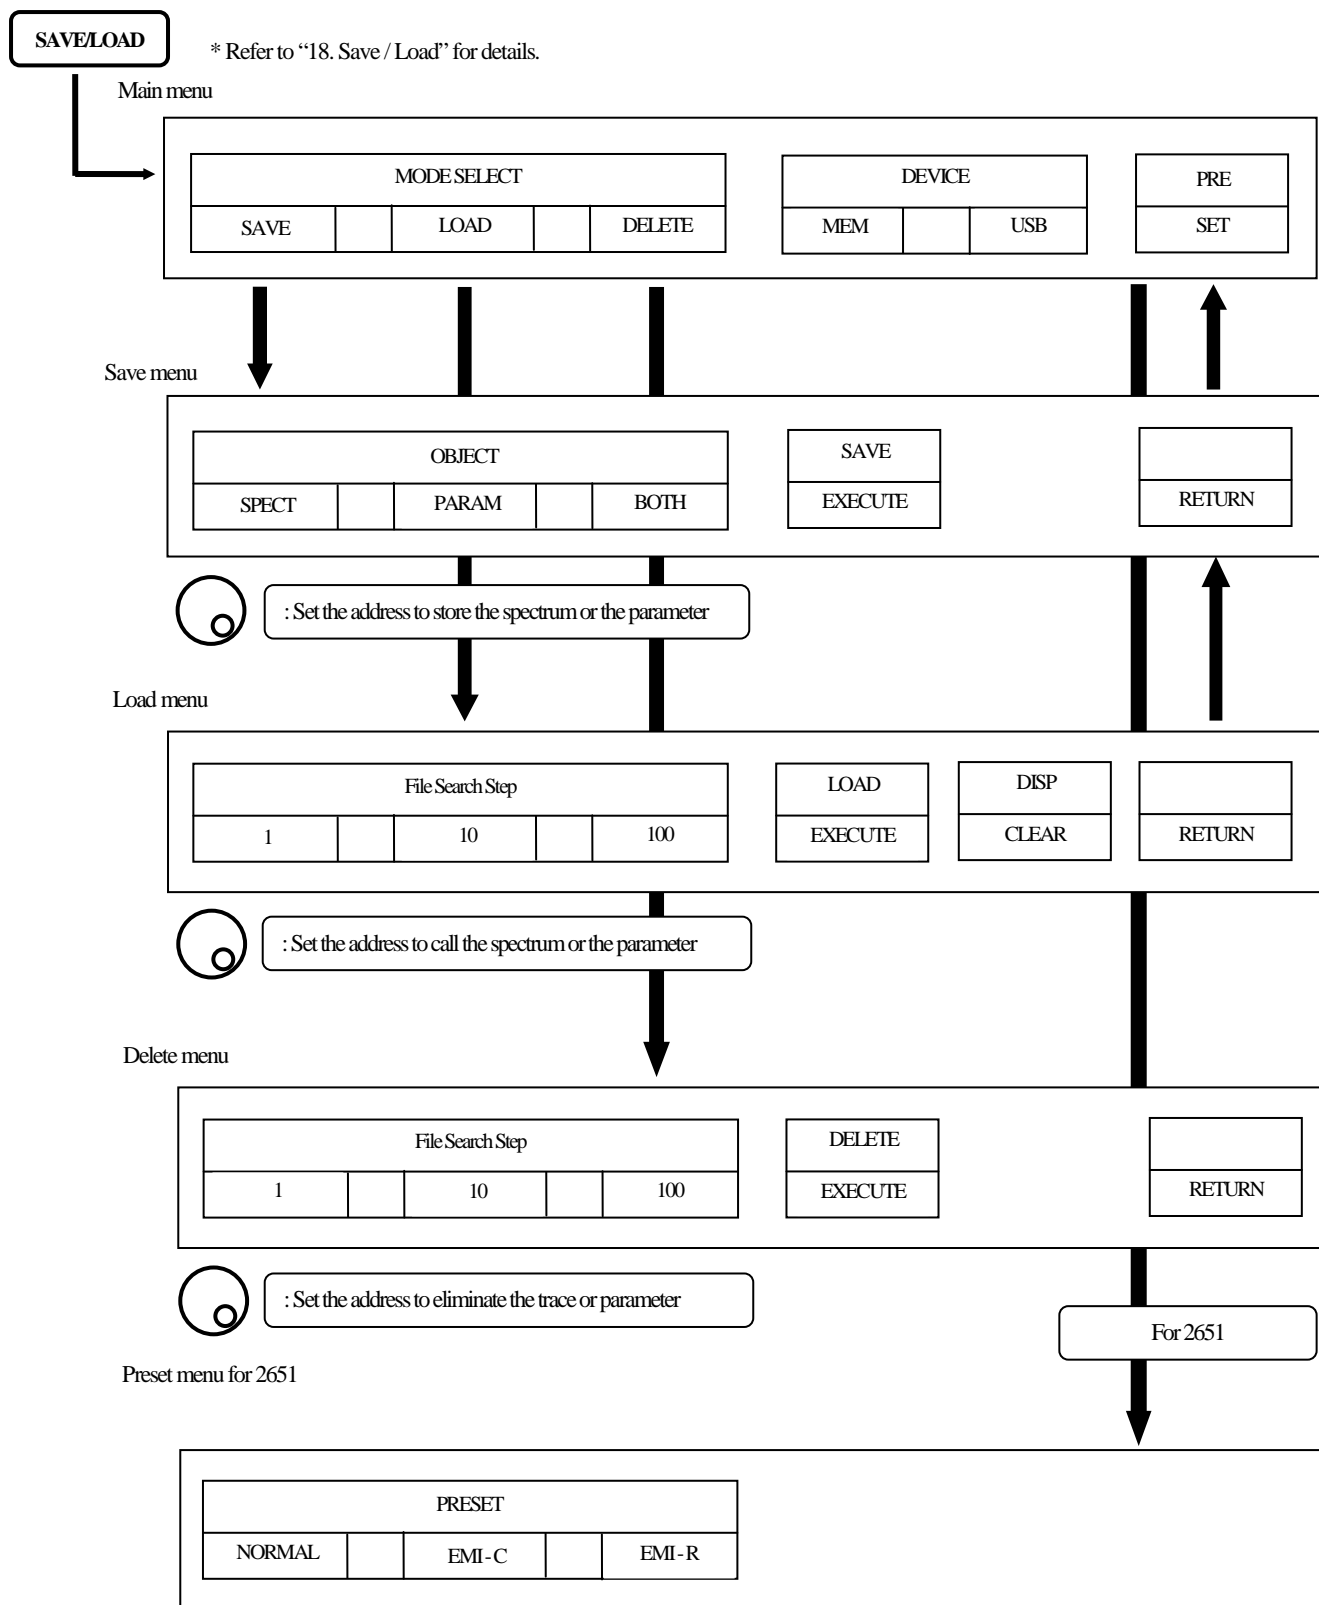 SAVE/LOAD
* Refer to “18. Save / Load” for details.
Main menu
MODE SELECT
SAVE LOAD DELETE
DEVICE
MEM USB
PRE
SET
Save menu
OBJECT
SPECT PARAM BOTH
SAVE
EXECUTE
RETURN
: Set the address to store the spectrum or the parameter
Load menu
File Search Step
1 10 100
LOAD
EXECUTE
DISP
CLEAR
RETURN
: Set the address to call the spectrum or the parameter
Delete menu
File Search Step
1 10 100
DELETE
EXECUTE
RETURN
: Set the address to eliminate the trace or parameter
For 2651
Preset menu for 2651
PRESET
NORMAL EMI - C EMI - R